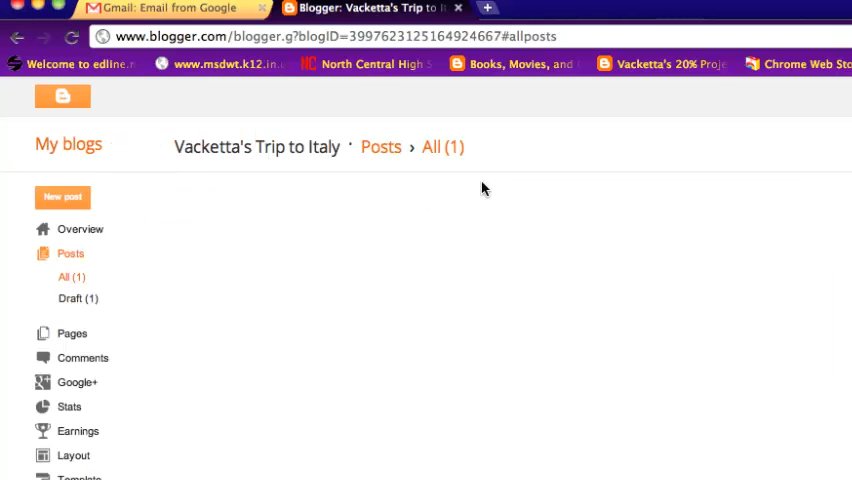 Gmail: Email from Google
Blogger: Vacketta's Trip to It
www.blogger.com/blogger.g?blogID=3997623125164924667#allposts
Welcome to edline.n
www.msdwt.k12.in.u
NC North Central High S
Books, Movies, and
Vacketta's 20% Proje
Chrome Web Sto
My blogs
Vacketta's Trip to Italy · Posts › All (1)
New post
Overview
Posts
All (1)
Draft (1)
Pages
Comments
Google+
Stats
Earnings
Layout
Template